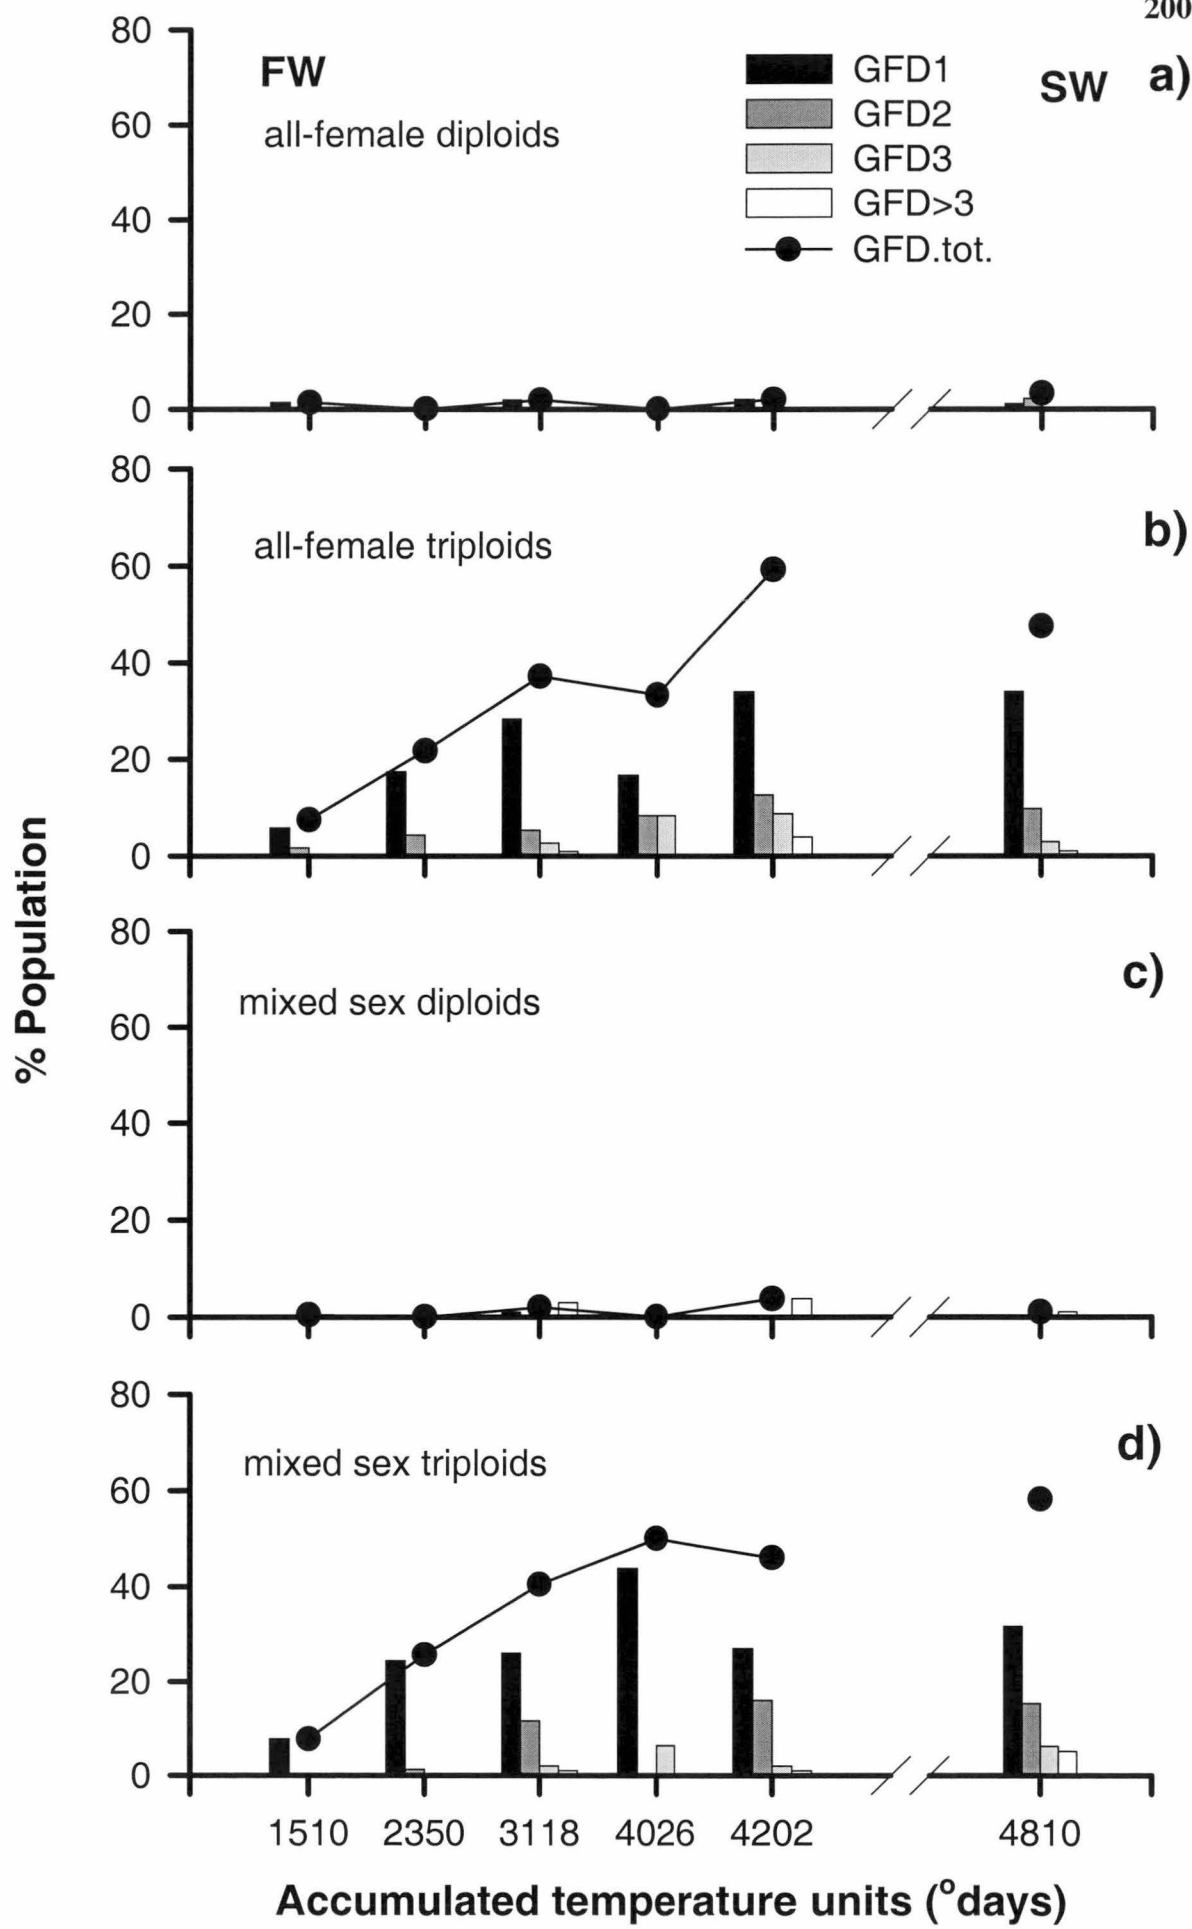 200
80
FW
GFD1
SW
a)
60
all-female diploids
GFD2
GFD3
40
GFD>3
GFD.tot.
20
0
80
b)
all-female triploids
60
40
20
0
% Population
80
c)
mixed sex diploids
60
40
20
0
80
d)
mixed sex triploids
60
40
20
0
1510 2350 3118 4026 4202 4810
Accumulated temperature units (°days)